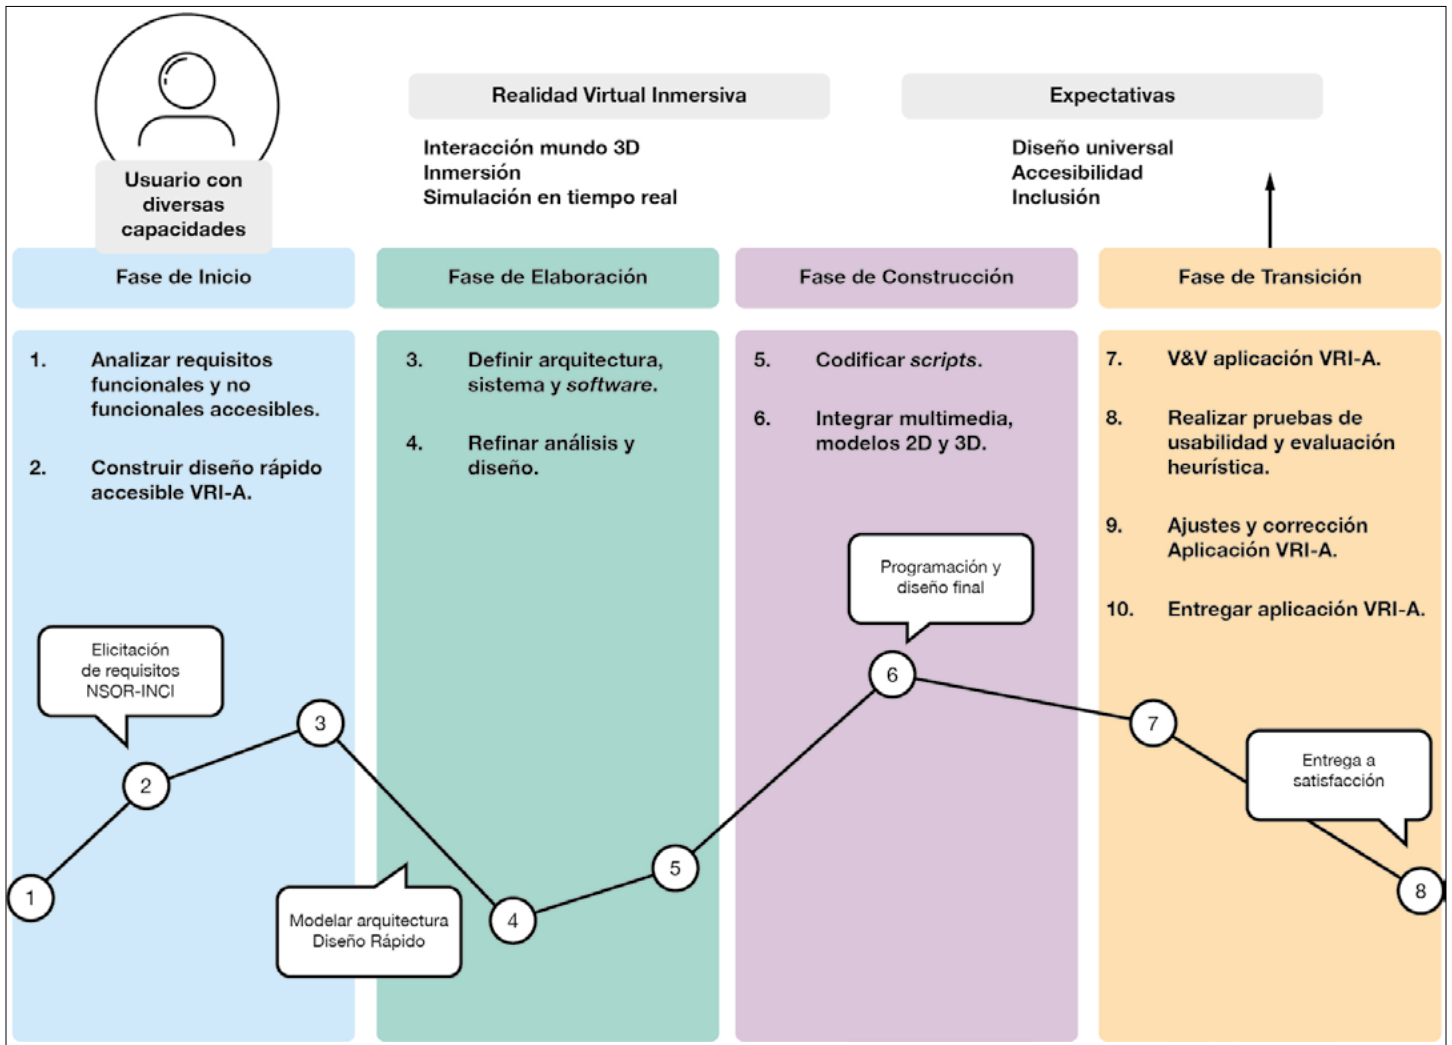 Usuario con
diversas
capacidades
Realidad Virtual Inmersiva
Interacción mundo 3D
Inmersión
Simulación en tiempo real
Expectativas
Diseño universal
Accesibilidad
Inclusión
Fase de Inicio
1. Analizar requisitos
funcionales y no
funcionales accesibles.
2. Construir diseño rápido
accesible VRI-A.
Fase de Elaboración
3. Definir arquitectura,
sistema y software.
4. Refinar análisis y
diseño.
Fase de Construcción
5. Codificar scripts.
6. Integrar multimedia,
modelos 2D y 3D.
Fase de Transición
7. V&V aplicación VRI-A.
8. Realizar pruebas de
usabilidad y evaluación
heurística.
9. Ajustes y corrección
Aplicación VRI-A.
10. Entregar aplicación VRI-A.
Elicitación
de requisitos
NSOR-INCI
Modelar arquitectura
Diseño Rápido
Programación y
diseño final
Entrega a
satisfacción
1
2
3
4
5
6
7
8